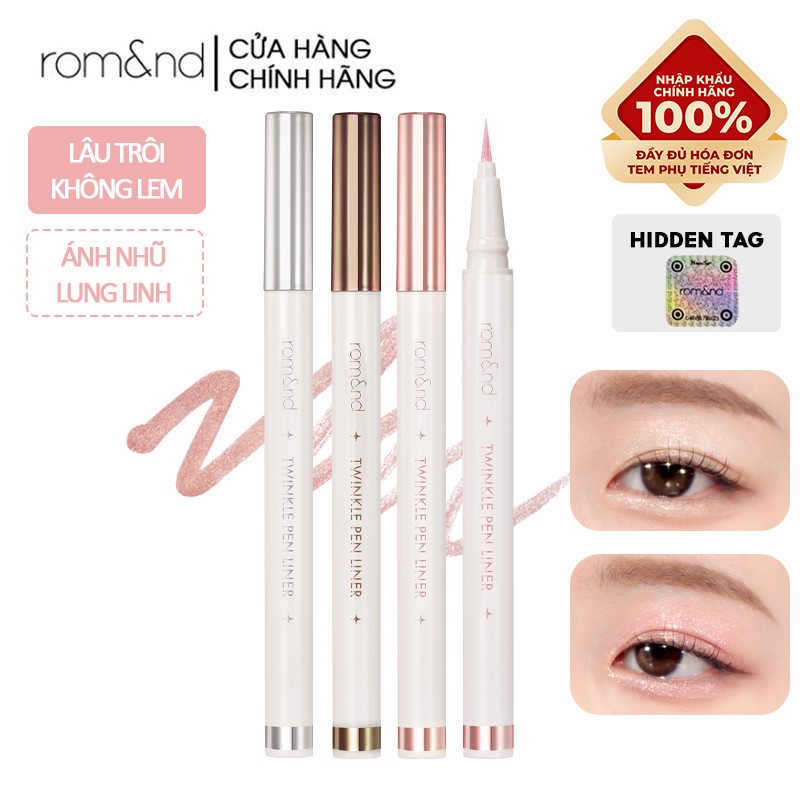 rom&nd
CỬA HÀNG
CHÍNH HÃNG
LÂU TRÔI
KHÔNG LEM
ÁNH NHŨ
LUNG LINH
NHẬP KHẨU
CHÍNH HÃNG
100%
ĐẦY ĐỦ HÓA ĐƠN
TEM PHỤ TIẾNG VIỆT
HIDDEN TAG
rom&nd
rom&nd TWINKLE PEN LINER
rom&nd TWINKLE PEN LINER
rom&nd TWINKLE PEN LINER
rom&nd TWINKLE PEN LINER